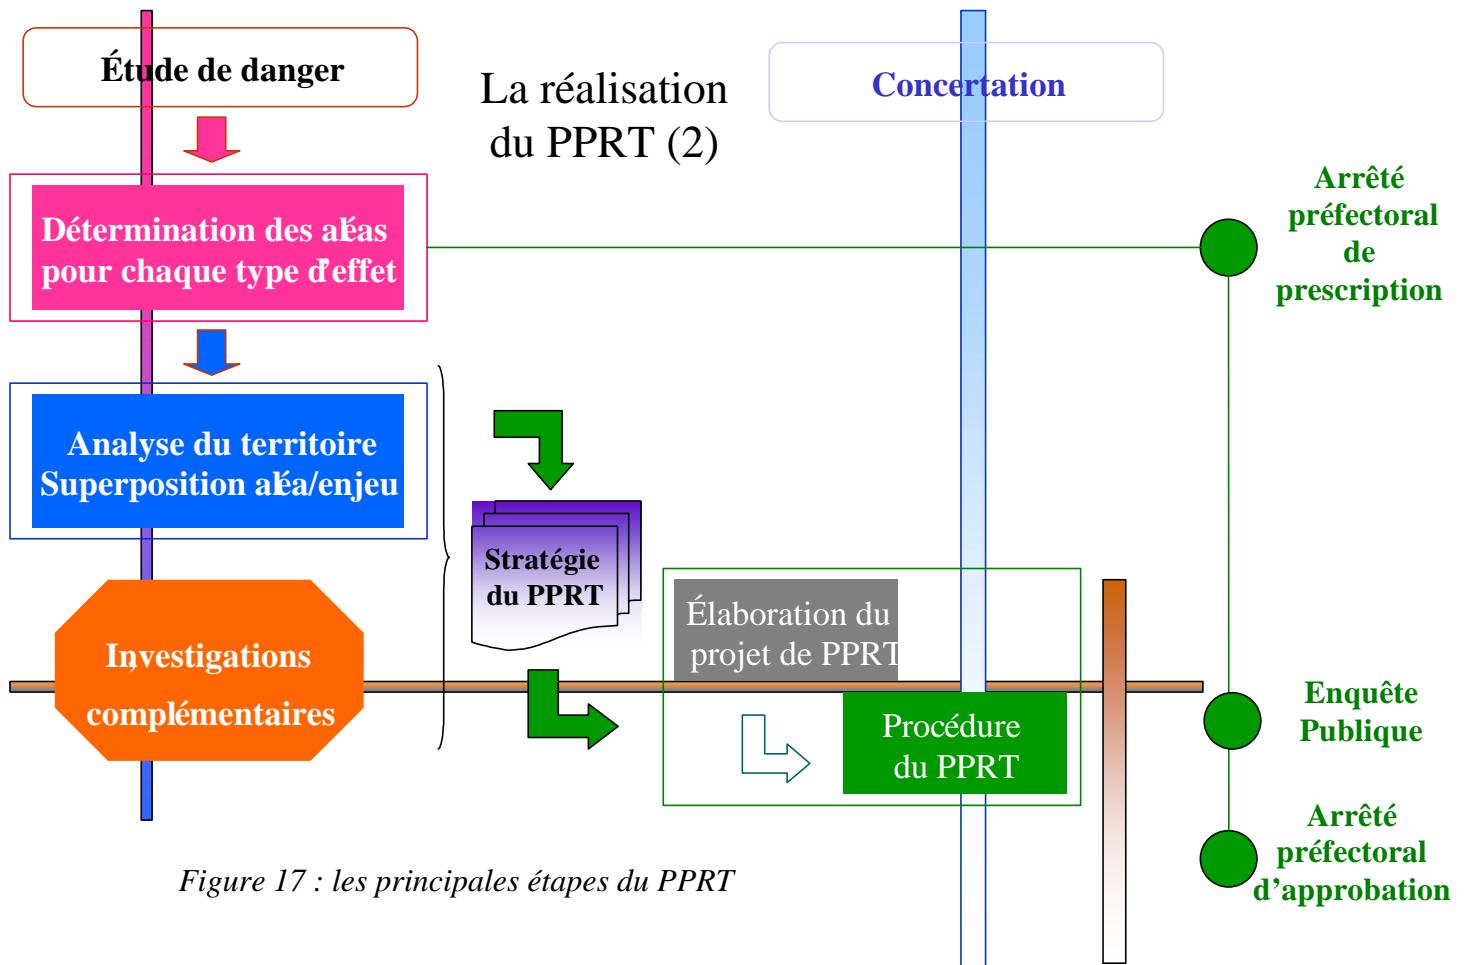 Étude de danger
La réalisation
du PPRT (2)
Concertation
Détermination des aléas
pour chaque type d'effet
Arrêté
préfectoral
de
prescription
Analyse du territoire
Superposition aléa/enjeu
Stratégie
du PPRT
Investigations
complémentaires
Élaboration du
projet de PPRT
Procédure
du PPRT
Enquête
Publique
Arrêté
préfectoral
d'approbation
Figure 17 : les principales étapes du PPRT